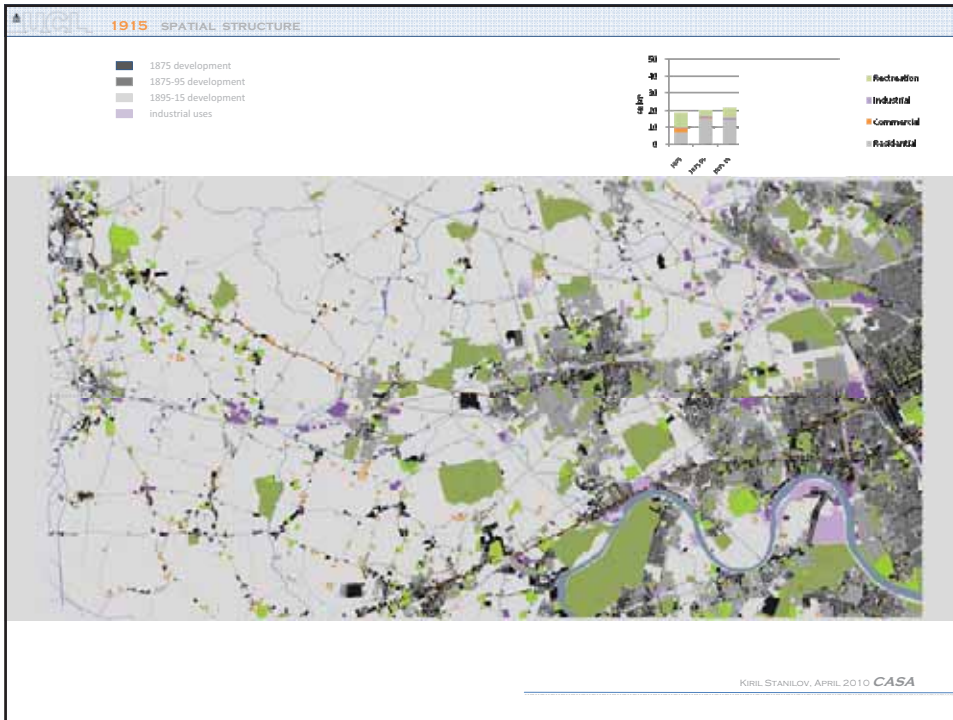 UCL 1915 SPATIAL STRUCTURE
1875 development
1875-95 development
1895-15 development
industrial uses
50
40
30
20
10
0
Recreation
Industrial
Commercial
Residential
KIRIL STANILOV, APRIL 2010 CASA